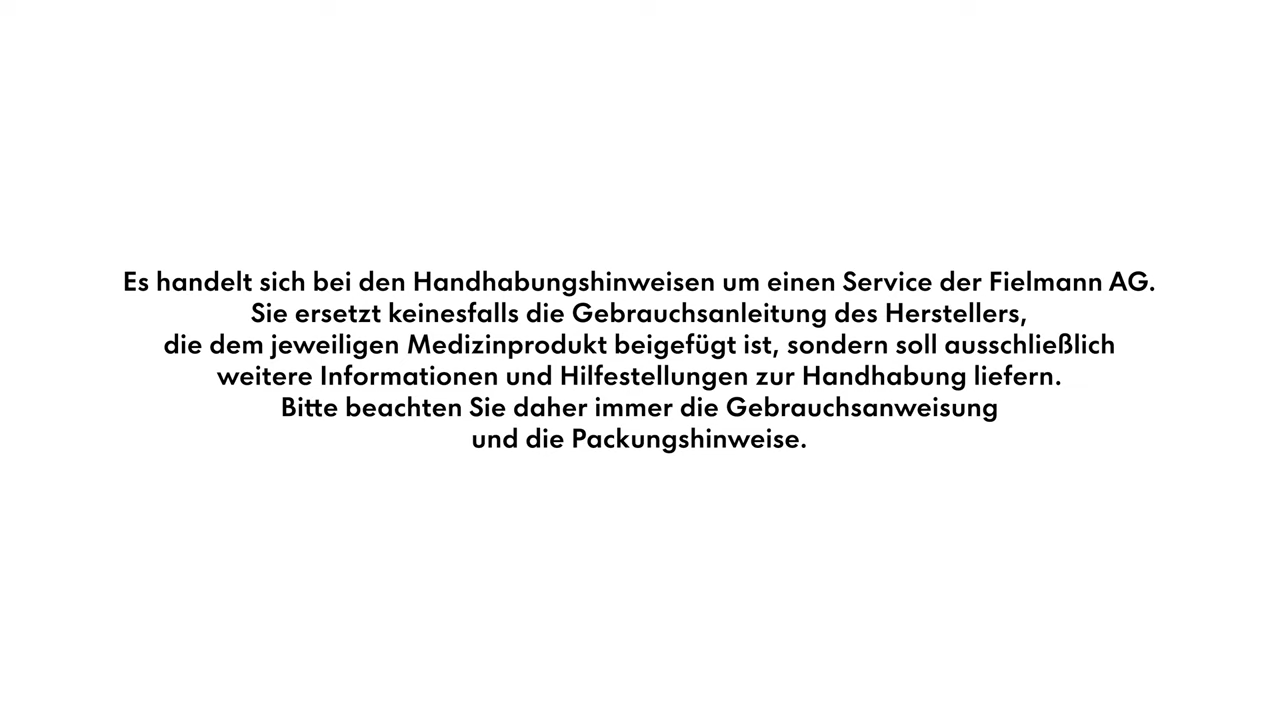 Es handelt sich bei den Handhabungshinweisen um einen Service der Fielmann AG.
Sie ersetzt keinesfalls die Gebrauchsanleitung des Herstellers,
die dem jeweiligen Medizinprodukt beigefügt ist, sondern soll ausschließlich
weitere Informationen und Hilfestellungen zur Handhabung liefern.
Bitte beachten Sie daher immer die Gebrauchsanweisung
und die Packungshinweise.